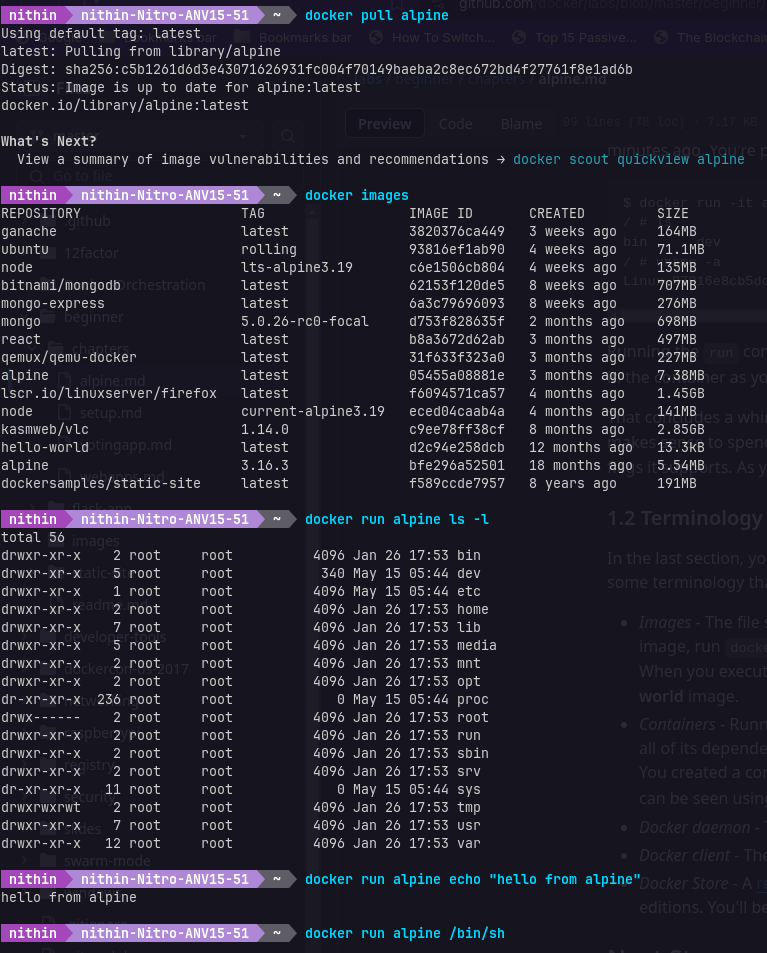 nithin nithin-Nitro-ANV15-51 ~ docker pull alpine
Using default tag: latest
latest: Pulling from library/alpine
Digest: sha256:c5b1261d6d3e43071626931fc004f70149baeba2c8ec672bd4f27761f8e1ad6b
Status: Image is up to date for alpine:latest
docker.io/library/alpine:latest
What's Next?
View a summary of image vulnerabilities and recommendations → docker scout quickview alpine
nithin nithin-Nitro-ANV15-51 ~ docker images
REPOSITORY TAG IMAGE ID CREATED SIZE
ganache latest 3820376ca449 3 weeks ago 164MB
ubuntu rolling 93816ef1ab90 4 weeks ago 71.1MB
node lts-alpine3.19 c6e1506cb804 4 weeks ago 135MB
bitnami/mongodb latest 62153f120de5 8 weeks ago 707MB
mongo-express latest 6a3c79696093 8 weeks ago 276MB
mongo 5.0.26-rc0-focal d753f828635f 2 months ago 698MB
react latest b8a3672d62ab 3 months ago 497MB
qemux/qemu-docker latest 31f633f323a0 3 months ago 227MB
alpine latest 05455a08881e 3 months ago 7.38MB
lscr.io/linuxserver/firefox latest f6094571ca57 4 months ago 1.45GB
node current-alpine3.19 eced04caab4a 4 months ago 141MB
kasmweb/vlc 1.14.0 c9ee78ff38cf 8 months ago 2.85GB
hello-world latest d2c94e258dcb 12 months ago 13.3kB
alpine 3.16.3 bfe296a52501 18 months ago 5.54MB
dockersamples/static-site latest f589ccde7957 8 years ago 191MB
nithin nithin-Nitro-ANV15-51 ~ docker run alpine ls -l
total 56
drwxr-xr-x 2 root root 4096 Jan 26 17:53 bin
drwxr-xr-x 5 root root 340 May 15 05:44 dev
drwxr-xr-x 1 root root 4096 May 15 05:44 etc
drwxr-xr-x 2 root root 4096 Jan 26 17:53 home
drwxr-xr-x 7 root root 4096 Jan 26 17:53 lib
drwxr-xr-x 5 root root 4096 Jan 26 17:53 media
drwxr-xr-x 2 root root 4096 Jan 26 17:53 mnt
drwxr-xr-x 2 root root 4096 Jan 26 17:53 opt
dr-xr-xr-x 236 root root 0 May 15 05:44 proc
drwx------ 2 root root 4096 Jan 26 17:53 root
drwxr-xr-x 2 root root 4096 Jan 26 17:53 run
drwxr-xr-x 2 root root 4096 Jan 26 17:53 sbin
drwxr-xr-x 2 root root 4096 Jan 26 17:53 srv
dr-xr-xr-x 11 root root 0 May 15 05:44 sys
drwxrwxrwt 2 root root 4096 Jan 26 17:53 tmp
drwxr-xr-x 7 root root 4096 Jan 26 17:53 usr
drwxr-xr-x 12 root root 4096 Jan 26 17:53 var
nithin nithin-Nitro-ANV15-51 ~ docker run alpine echo "hello from alpine"
hello from alpine
nithin nithin-Nitro-ANV15-51 ~ docker run alpine /bin/sh